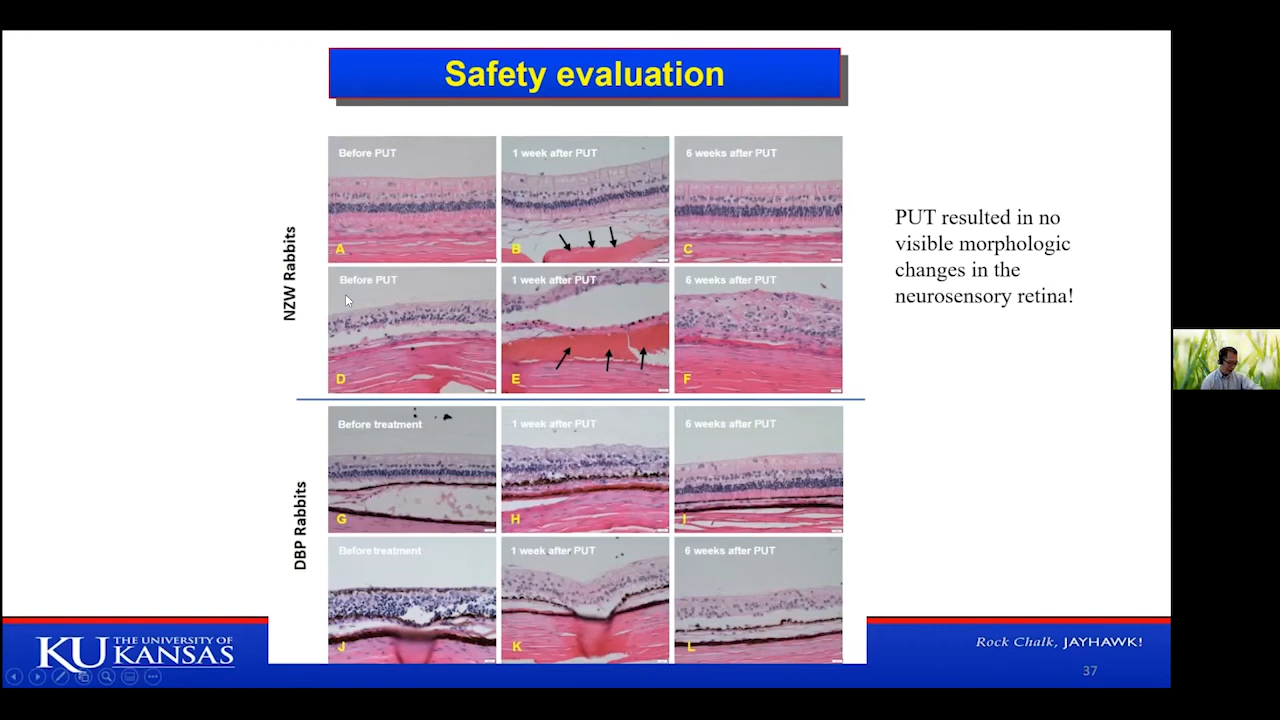 Safety evaluation
Before PUT
1 week after PUT
6 weeks after PUT
A
B
C
NZW Rabbits
Before PUT
1 week after PUT
6 weeks after PUT
D
E
F
PUT resulted in no
visible morphologic
changes in the
neurosensory retina!
Before treatment
1 week after PUT
6 weeks after PUT
G
H
I
DBP Rabbits
Before treatment
1 week after PUT
6 weeks after PUT
J
K
L
KU THE UNIVERSITY OF
KANSAS
Rock Chalk, JAYHAWK!
37